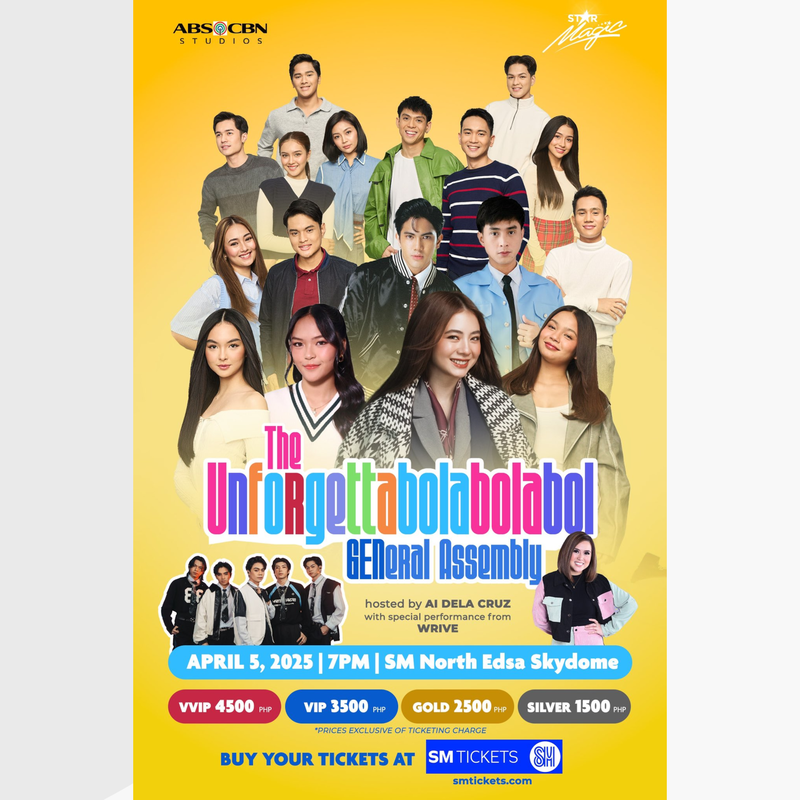 ABS-CBN
STUDIOS
STAR
Magic
The
Unforgettabolabolabol
GENeral Assembly
hosted by AI DELA CRUZ
with special performance from
WRIVE
APRIL 5, 2025 | 7PM | SM North Edsa Skydome
VVIP 4500 PHP
VIP 3500 PHP
GOLD 2500 PHP
SILVER 1500 PHP
*PRICES EXCLUSIVE OF TICKETING CHARGE
BUY YOUR TICKETS AT SM TICKETS SM
smtickets.com